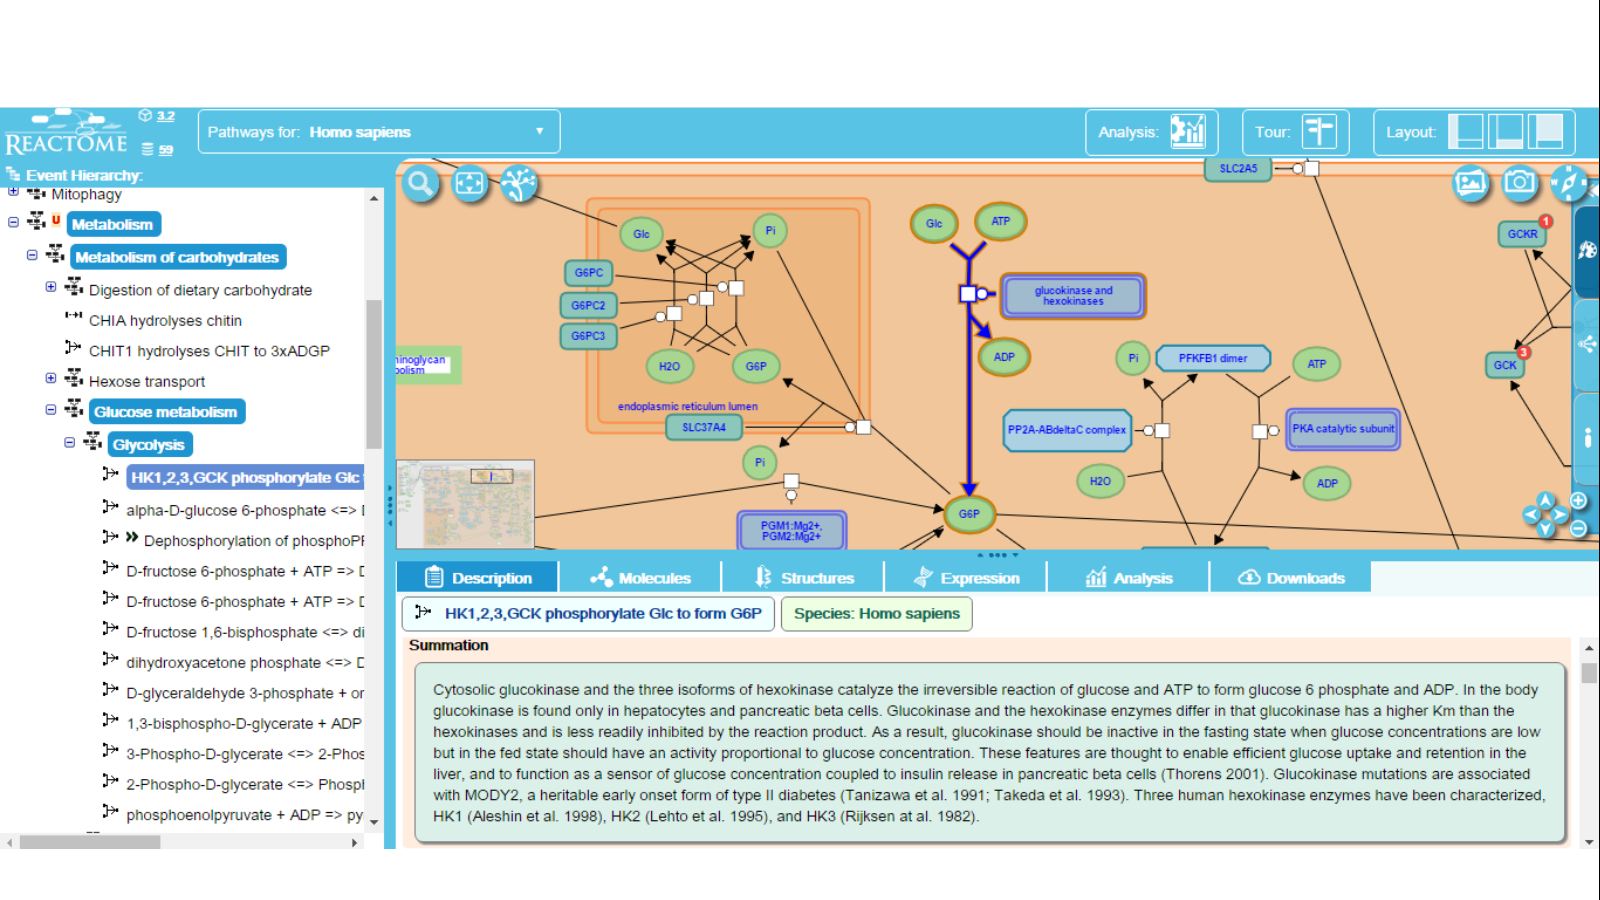 REACTOME
3.2
59
Pathways for: Homo sapiens
Analysis:
Tour:
Layout:
Event Hierarchy:
Mitophagy
U
Metabolism
Metabolism of carbohydrates
Digestion of dietary carbohydrate
CHIA hydrolyses chitin
CHIT1 hydrolyses CHIT to 3xADGP
Hexose transport
Glucose metabolism
Glycolysis
HK1,2,3,GCK phosphorylate Glc
alpha-D-glucose 6-phosphate <=>
Dephosphorylation of phosphoPF
D-fructose 6-phosphate + ATP =>
D-fructose 6-phosphate + ATP =>
D-fructose 1,6-bisphosphate <=> di
dihydroxyacetone phosphate <=>
D-glyceraldehyde 3-phosphate + or
1,3-bisphospho-D-glycerate + ADP
3-Phospho-D-glycerate <=> 2-Phos
2-Phospho-D-glycerate <=> Phosph
phosphoenolpyruvate + ADP => py
SLC2A5
Glc
Pi
Glc
ATP
GCKR
1
G6PC
G6PC2
G6PC3
glucokinase and
hexokinases
H2O
G6P
ADP
Pi
PFKFB1 dimer
ATP
GCK
3
minoglycan
bolism
endoplasmic reticulum lumen
SLC37A4
PP2A-ABdeltaC complex
PKA catalytic subunit
Pi
H2O
ADP
G6P
PGM1:Mg2+,
PGM2:Mg2+
N
W
E
Description
Molecules
Structures
Expression
Analysis
Downloads
HK1,2,3,GCK phosphorylate Glc to form G6P
Species: Homo sapiens
Summation
Cytosolic glucokinase and the three isoforms of hexokinase catalyze the irreversible reaction of glucose and ATP to form glucose 6 phosphate and ADP. In the body
glucokinase is found only in hepatocytes and pancreatic beta cells. Glucokinase and the hexokinase enzymes differ in that glucokinase has a higher Km than the
hexokinases and is less readily inhibited by the reaction product. As a result, glucokinase should be inactive in the fasting state when glucose concentrations are low
but in the fed state should have an activity proportional to glucose concentration. These features are thought to enable efficient glucose uptake and retention in the
liver, and to function as a sensor of glucose concentration coupled to insulin release in pancreatic beta cells (Thorens 2001). Glucokinase mutations are associated
with MODY2, a heritable early onset form of type II diabetes (Tanizawa et al. 1991; Takeda et al. 1993). Three human hexokinase enzymes have been characterized,
HK1 (Aleshin et al. 1998), HK2 (Lehto et al. 1995), and HK3 (Rijksen at al. 1982).